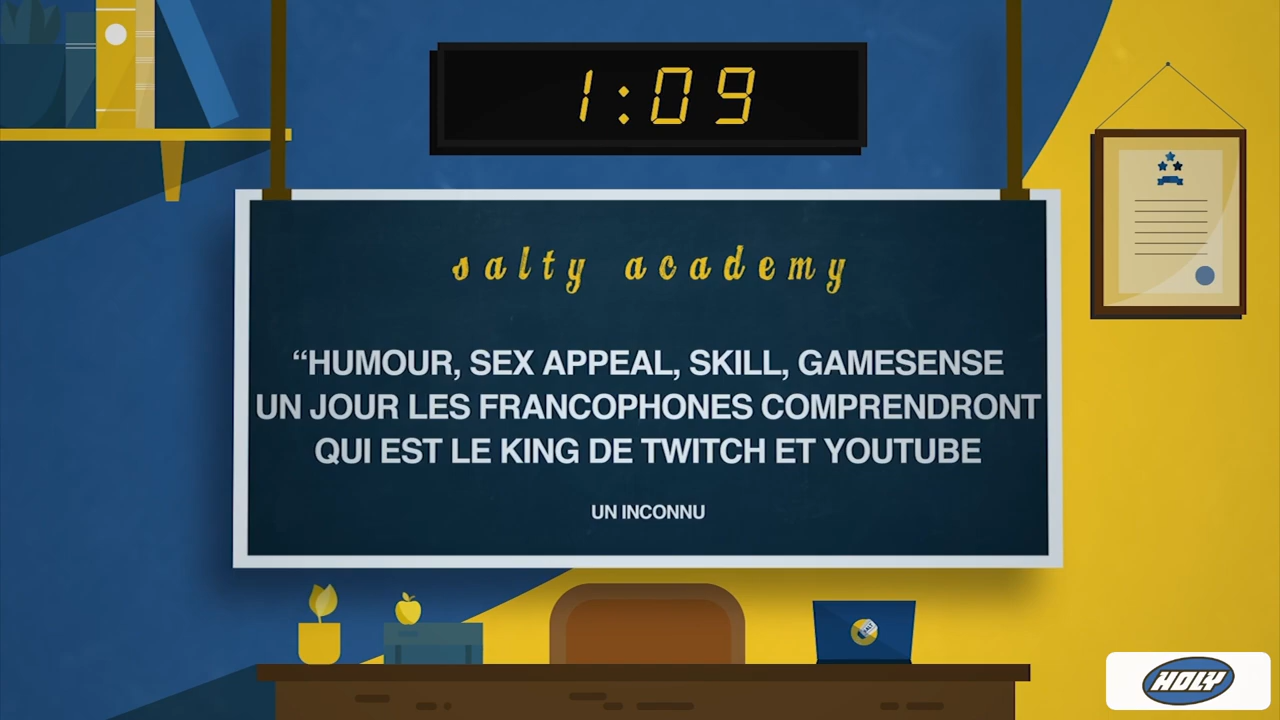 1:09
salty academy
“HUMOUR, SEX APPEAL, SKILL, GAMESENSE
UN JOUR LES FRANCOPHONES COMPRENDRONT
QUI EST LE KING DE TWITCH ET YOUTUBE
UN INCONNU
HOLY